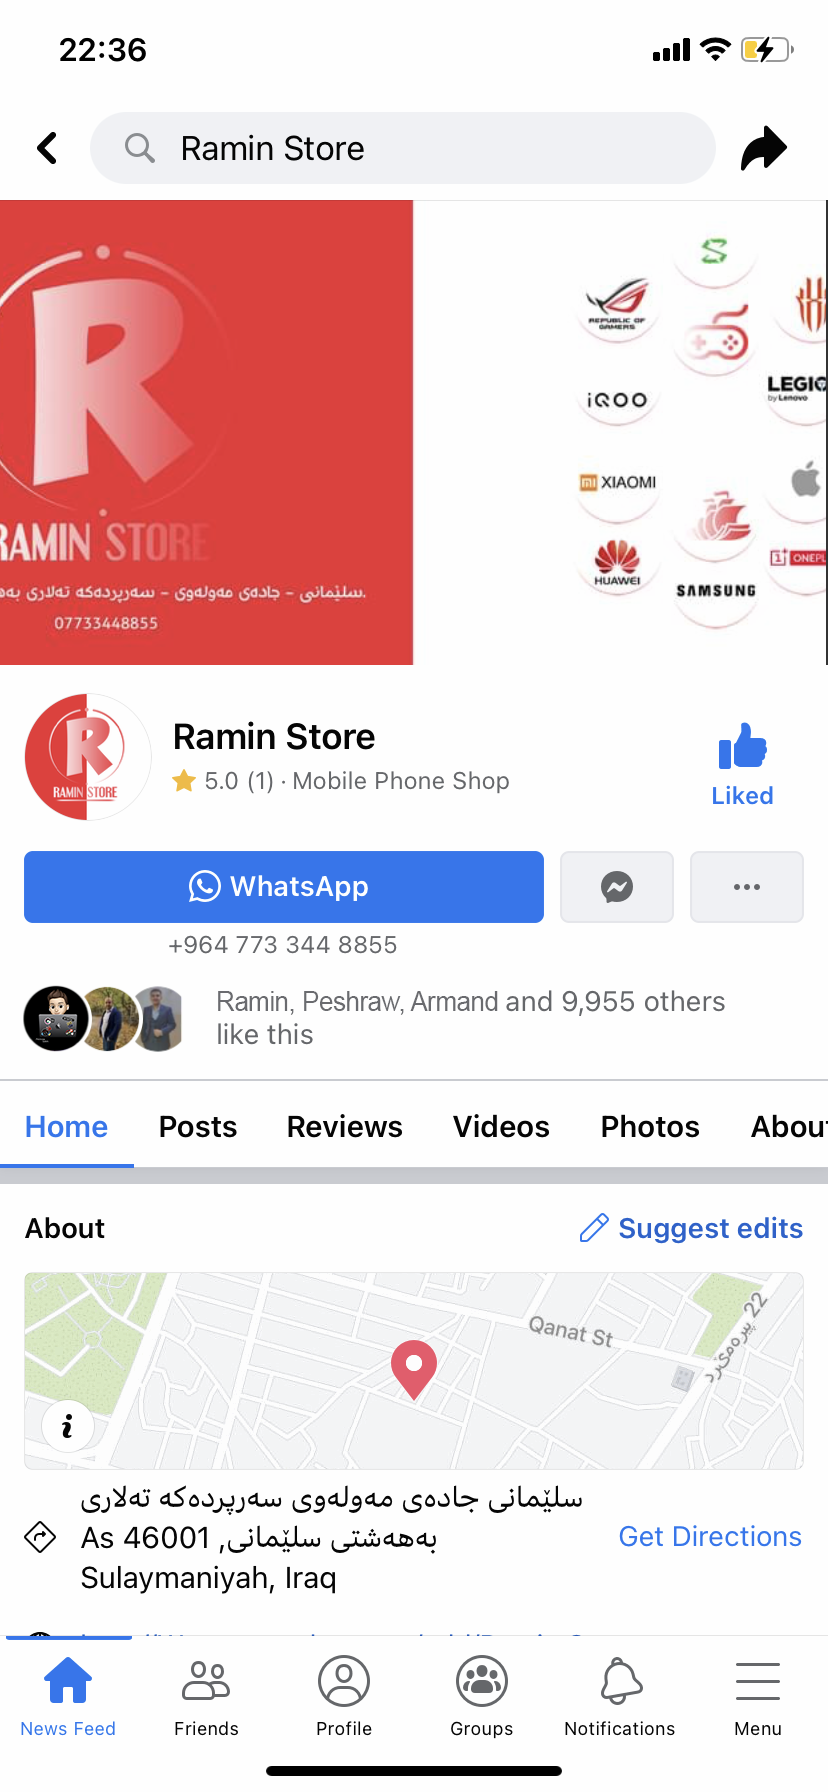 22:36
Ramin Store
REPUBLIC OF
GAMERS
iQOO
LEGIO
by Lenovo
XIAOMI
HUAWEI
SAMSUNG
1+ ONEPL
R
RAMIN STORE
سلێمانی - جادەی مەولەوی - سەرپردەکە تەلاری بە.
07733448855
R
RAMIN STORE
Ramin Store
5.0 (1) · Mobile Phone Shop
Liked
WhatsApp
+964 773 344 8855
Ramin, Peshraw, Armand and 9,955 others
like this
Home Posts Reviews Videos Photos Abou
About
Suggest edits
Qanat St
22 پیرەمێرد
سلێمانی جادەی مەولەوی سەرپردەکە تەلاری
بەهەشتی سلێمانی, As 46001
Sulaymaniyah, Iraq
Get Directions
News Feed Friends Profile Groups Notifications Menu